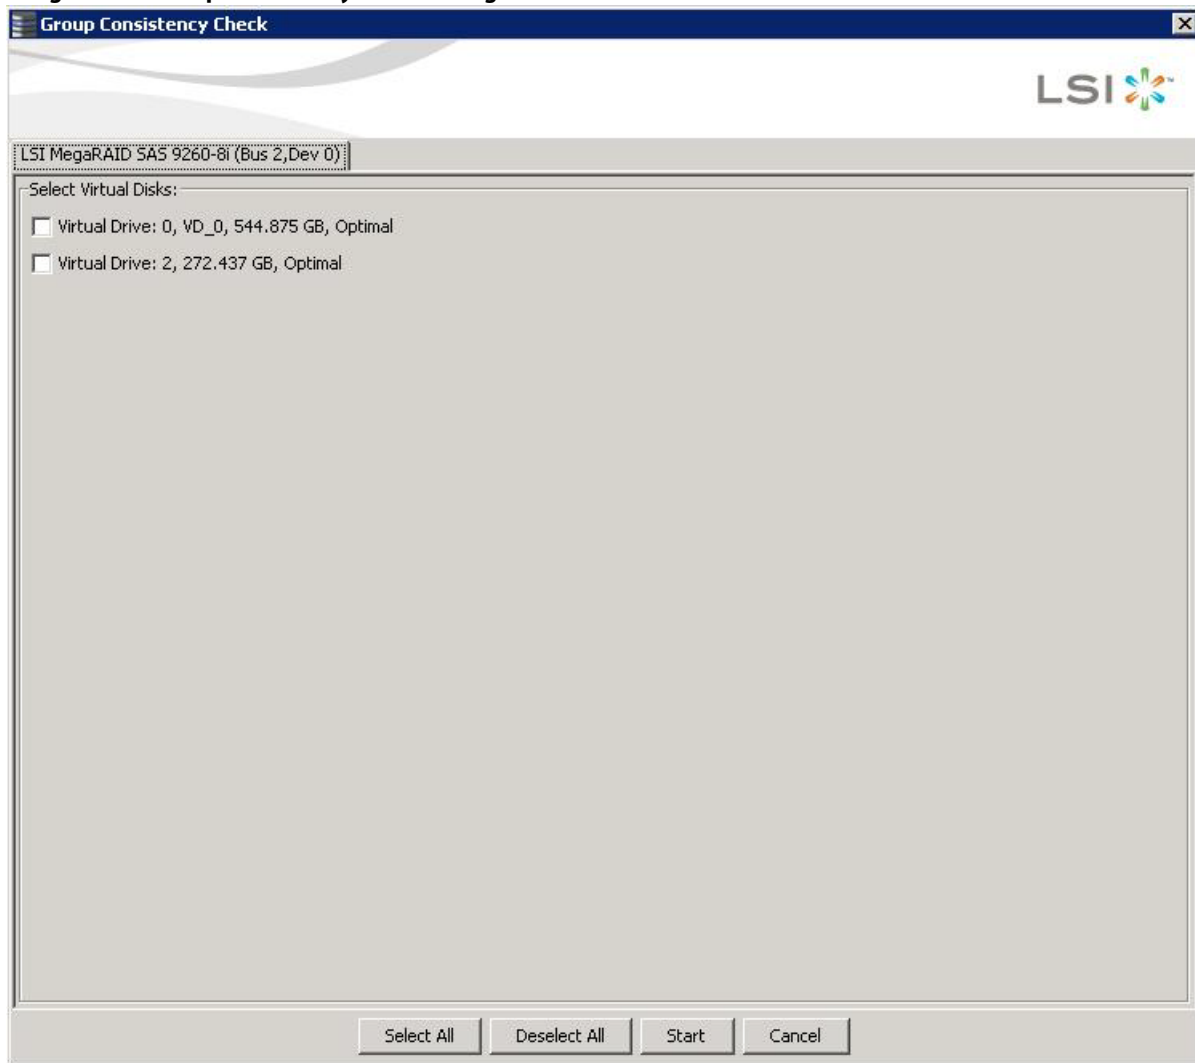 Group Consistency Check
LSI
LSI MegaRAID SAS 9260-8i (Bus 2,Dev 0)
Select Virtual Disks:
Virtual Drive: 0, VD_0, 544.875 GB, Optimal
Virtual Drive: 2, 272.437 GB, Optimal
Select All Deselect All Start Cancel